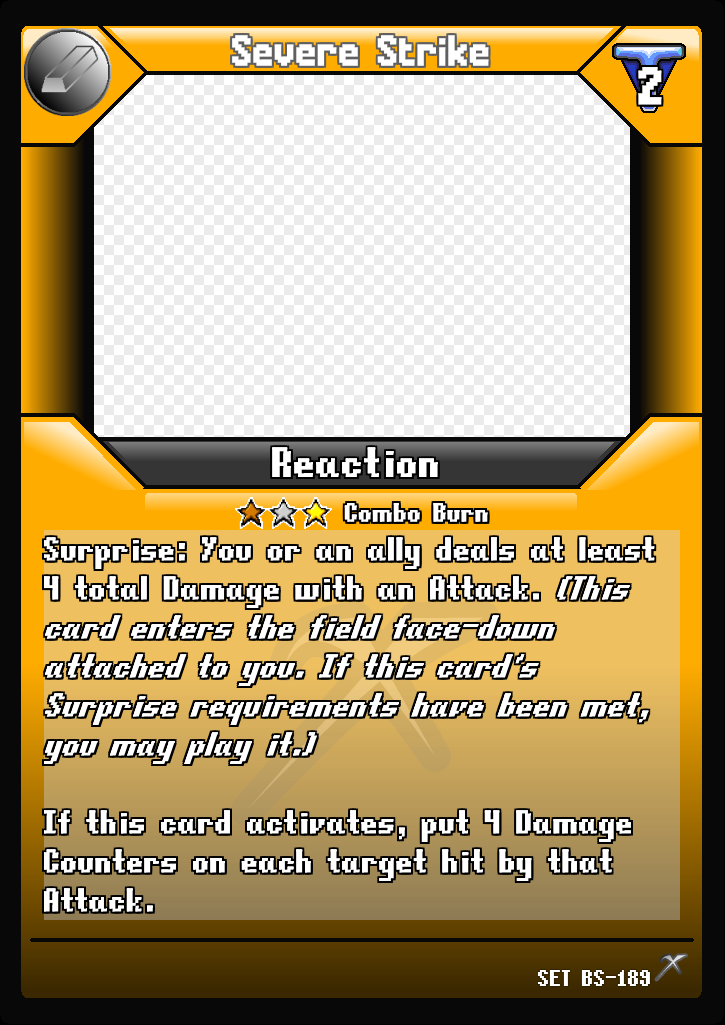 Severe Strike
2
Reaction
Combo Burn
Surprise: You or an ally deals at least
4 total Damage with an Attack. (This
card enters the field face-down
attached to you. If this card's
Surprise requirements have been met,
you may play it.)
If this card activates, put 4 Damage
Counters on each target hit by that
Attack.
SET BS-189